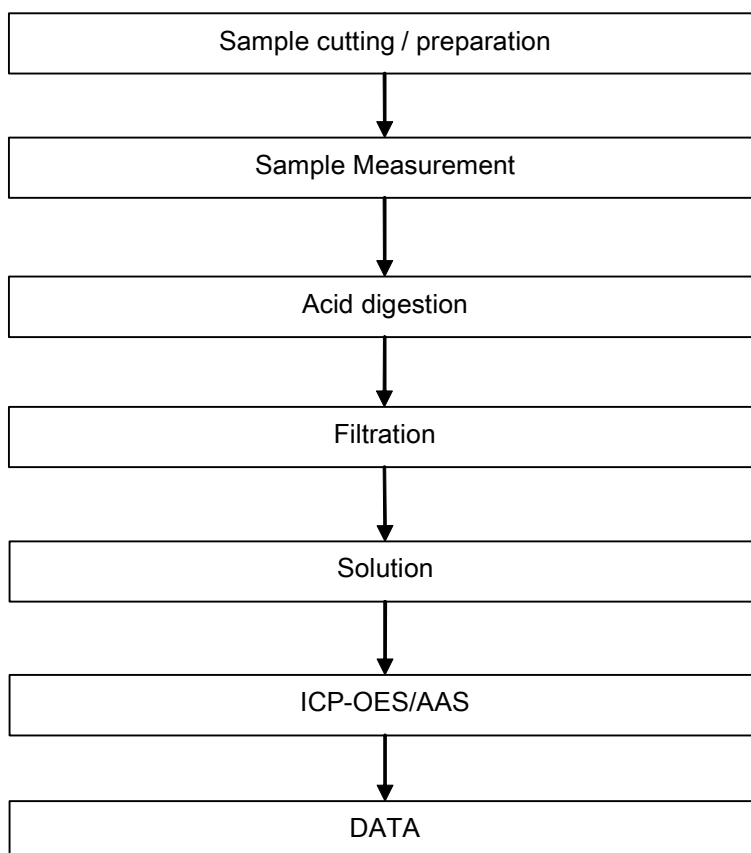 Sample cutting / preparation
Sample Measurement
Acid digestion
Filtration
Solution
ICP-OES/AAS
DATA